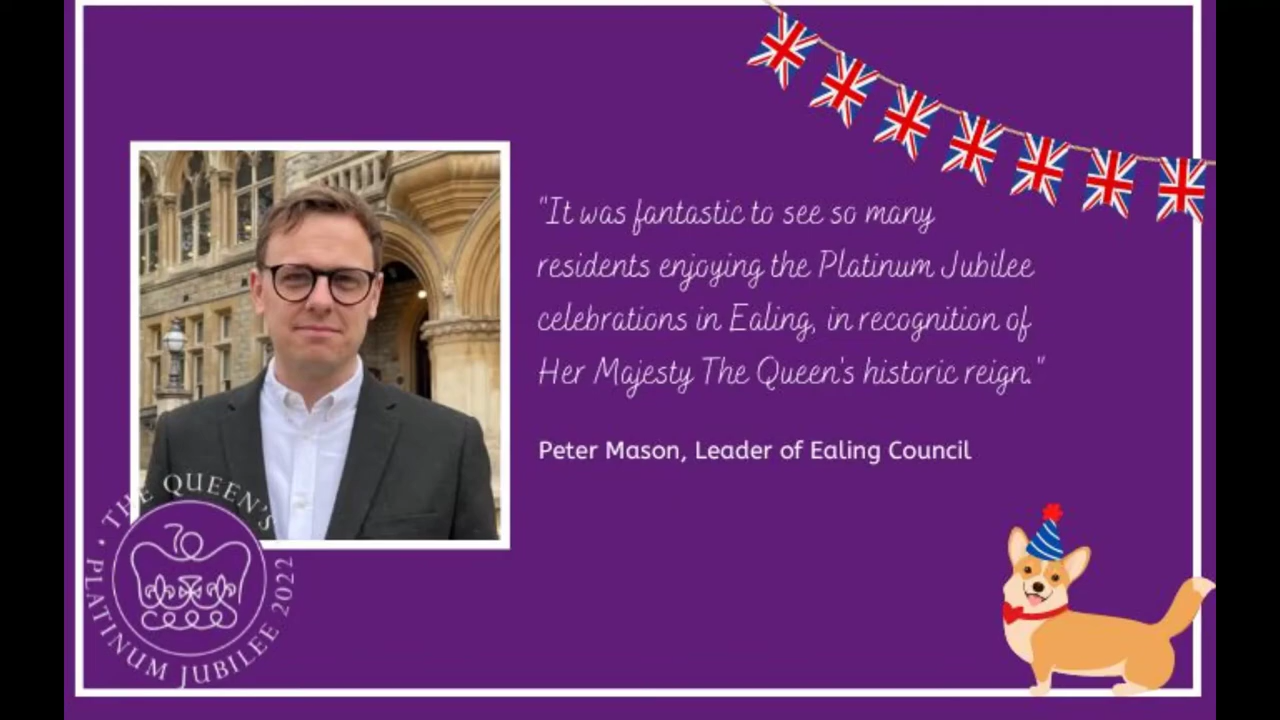 "It was fantastic to see so many
residents enjoying the Platinum Jubilee
celebrations in Ealing, in recognition of
Her Majesty The Queen's historic reign."
Peter Mason, Leader of Ealing Council
THE QUEEN'S
70
PLATINUM JUBILEE 2022